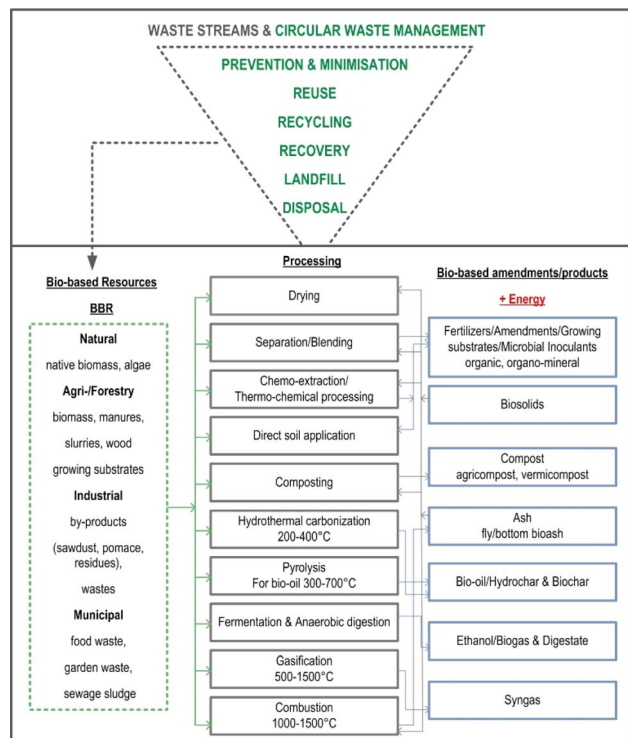 WASTE STREAMS & CIRCULAR WASTE MANAGEMENT
PREVENTION & MINIMISATION
REUSE
RECYCLING
RECOVERY
LANDFILL
DISPOSAL
Bio-based Resources
BBR
Natural
native biomass, algae
Agri-/Forestry
biomass, manures,
slurries, wood
growing substrates
Industrial
by-products
(sawdust, pomace,
residues),
wastes
Municipal
food waste,
garden waste,
sewage sludge
Processing
Drying
Separation/Blending
Chemo-extraction/
Thermo-chemical processing
Direct soil application
Composting
Hydrothermal carbonization
200-400°C
Pyrolysis
For bio-oil 300-700°C
Fermentation & Anaerobic digestion
Gasification
500-1500°C
Combustion
1000-1500°C
Bio-based amendments/products
+ Energy
Fertilizers/Amendments/Growing
substrates/Microbial Inoculants
organic, organo-mineral
Biosolids
Compost
agricompost, vermicompost
Ash
fly/bottom bioash
Bio-oil/Hydrochar & Biochar
Ethanol/Biogas & Digestate
Syngas